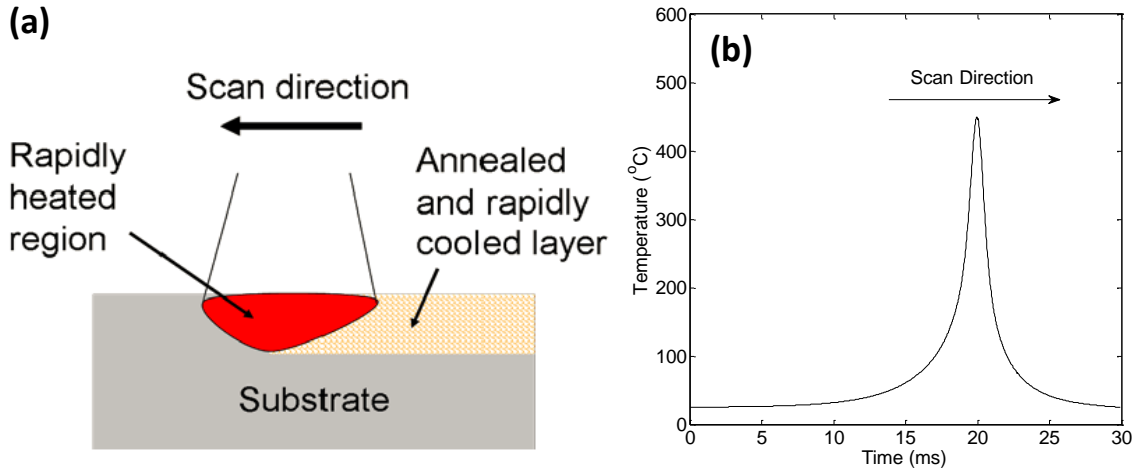 (a)
Scan direction
Rapidly
heated
region
Annealed
and rapidly
cooled layer
Substrate
(b)
Scan Direction
Temperature (°C)
600
500
400
300
200
100
0
0 5 10 15 20 25 30
Time (ms)